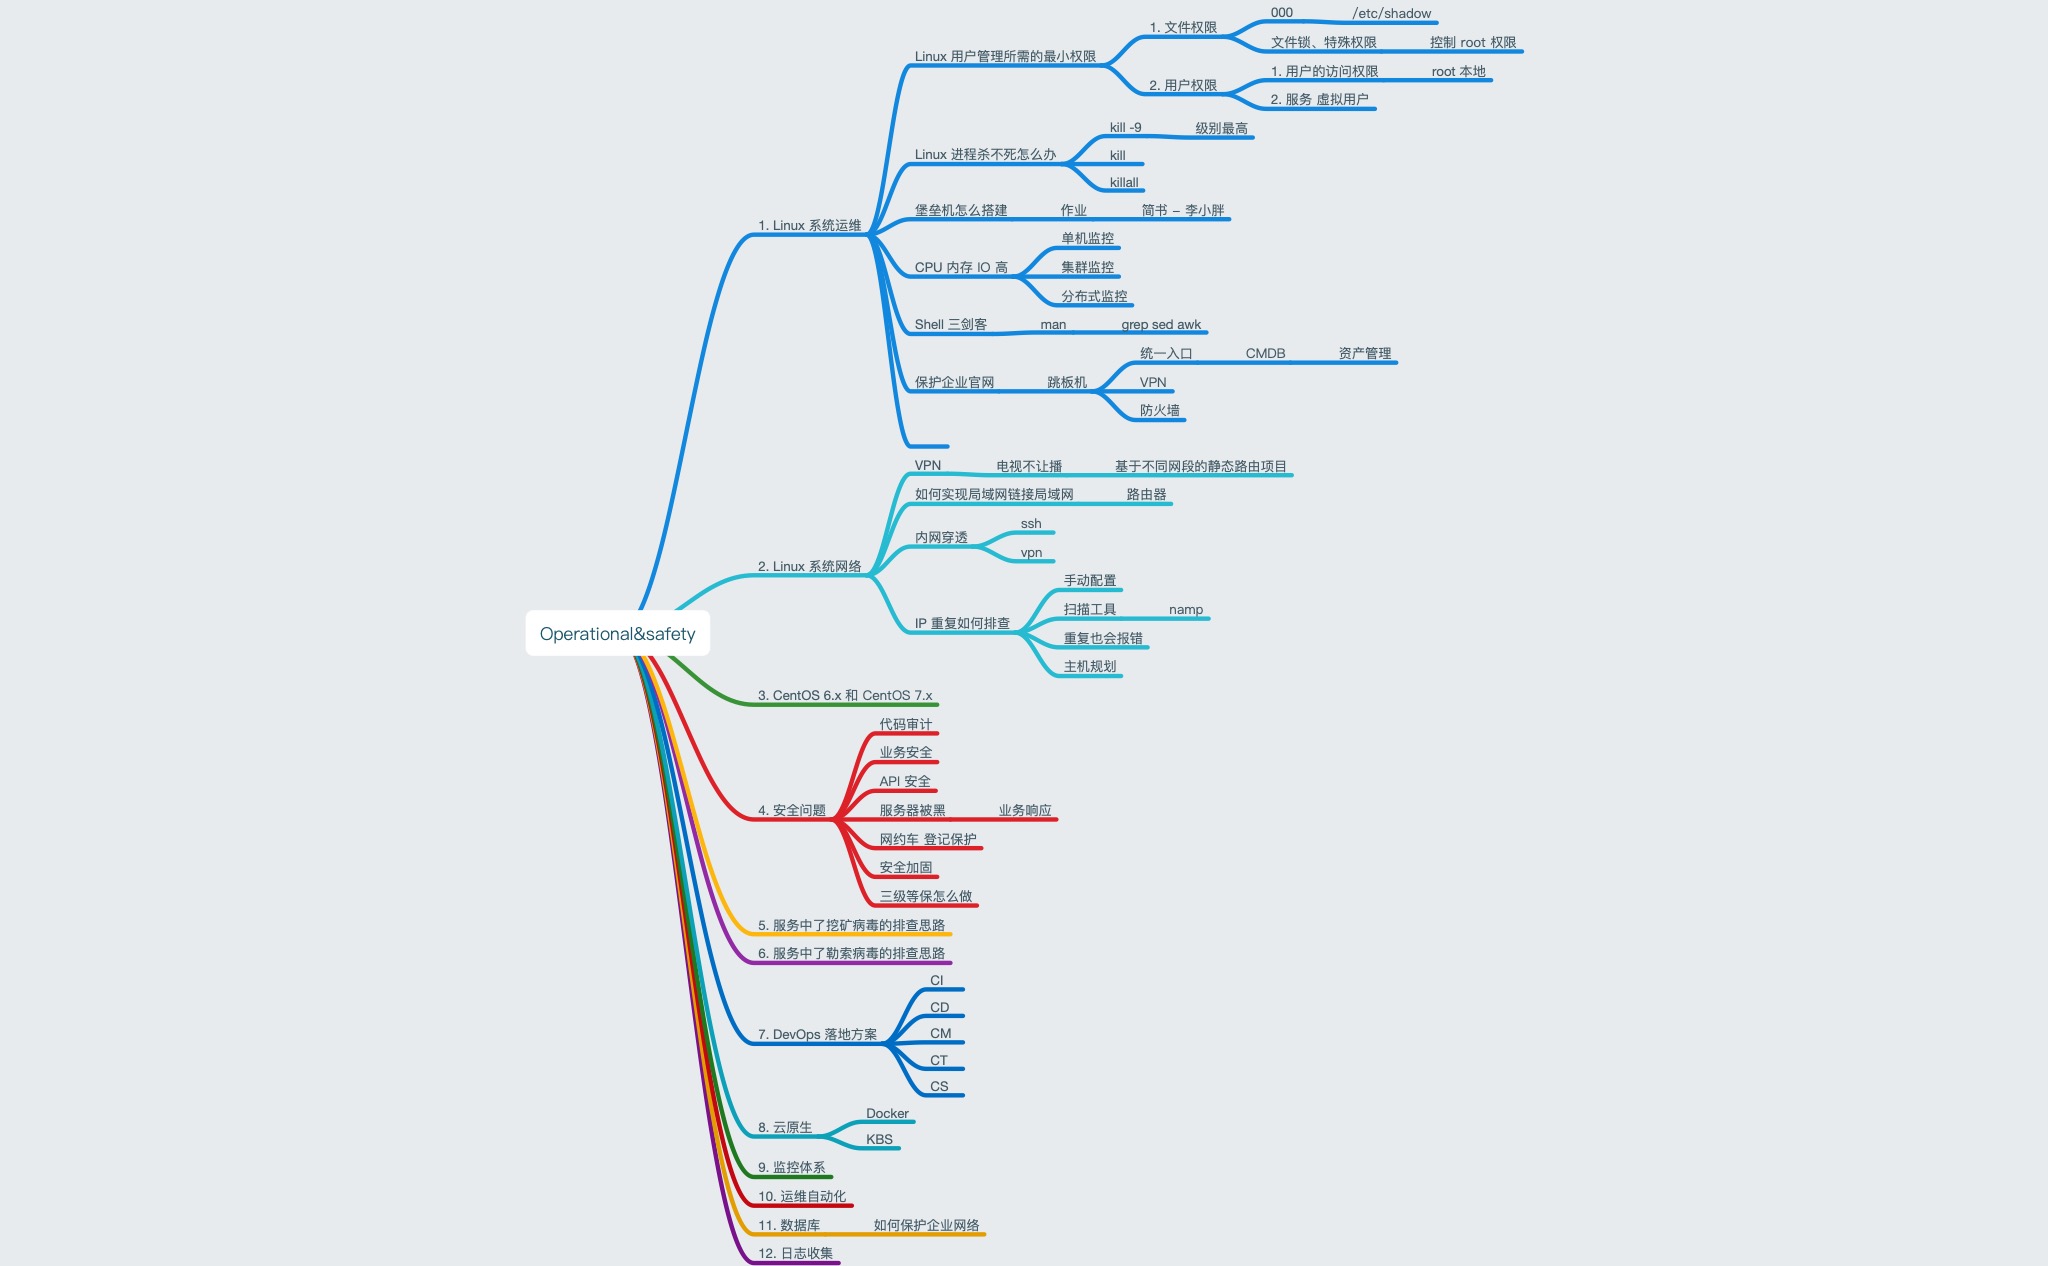 Operational&safety
1. Linux 系统运维
Linux 用户管理所需的最小权限
1. 文件权限
000
/etc/shadow
文件锁、特殊权限
控制 root 权限
2. 用户权限
1. 用户的访问权限
root 本地
2. 服务 虚拟用户
Linux 进程杀不死怎么办
kill -9
级别最高
kill
killall
堡垒机怎么搭建
作业
简书 – 李小胖
CPU 内存 IO 高
单机监控
集群监控
分布式监控
Shell 三剑客
man
grep sed awk
保护企业官网
跳板机
统一入口
CMDB
资产管理
VPN
防火墙
2. Linux 系统网络
VPN
电视不让播
基于不同网段的静态路由项目
如何实现局域网链接局域网
路由器
内网穿透
ssh
vpn
IP 重复如何排查
手动配置
扫描工具
namp
重复也会报错
主机规划
3. CentOS 6.x 和 CentOS 7.x
4. 安全问题
代码审计
业务安全
API 安全
服务器被黑
业务响应
网约车 登记保护
安全加固
三级等保怎么做
5. 服务中了挖矿病毒的排查思路
6. 服务中了勒索病毒的排查思路
7. DevOps 落地方案
CI
CD
CM
CT
CS
8. 云原生
Docker
KBS
9. 监控体系
10. 运维自动化
11. 数据库
如何保护企业网络
12. 日志收集